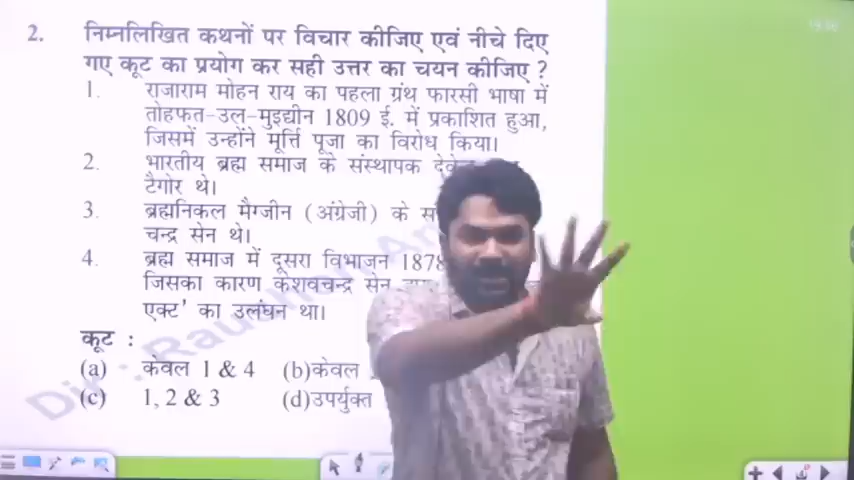 2. निम्नलिखित कथनों पर विचार कीजिए एवं नीचे दिए
गए कूट का प्रयोग कर सही उत्तर का चयन कीजिए ?
1. राजाराम मोहन राय का पहला ग्रंथ फारसी भाषा में
तोहफत-उल-मुइद्दीन 1809 ई. में प्रकाशित हुआ,
जिसमें उन्होंने मूर्त्ति पूजा का विरोध किया।
2. भारतीय ब्रह्म समाज के संस्थापक
टैगोर थे।
3. ब्रह्मनिकल मैग्जीन (अंग्रेजी) के
चन्द्र सेन थे।
4. ब्रह्म समाज में दूसरा विभाजन 1878
जिसका कारण केशवचन्द्र सेन
एक्ट' का उलंघन था।
कूट :
(a) केवल 1 & 4 (b) केवल
(c) 1, 2 & 3 (d) उपर्युक्त